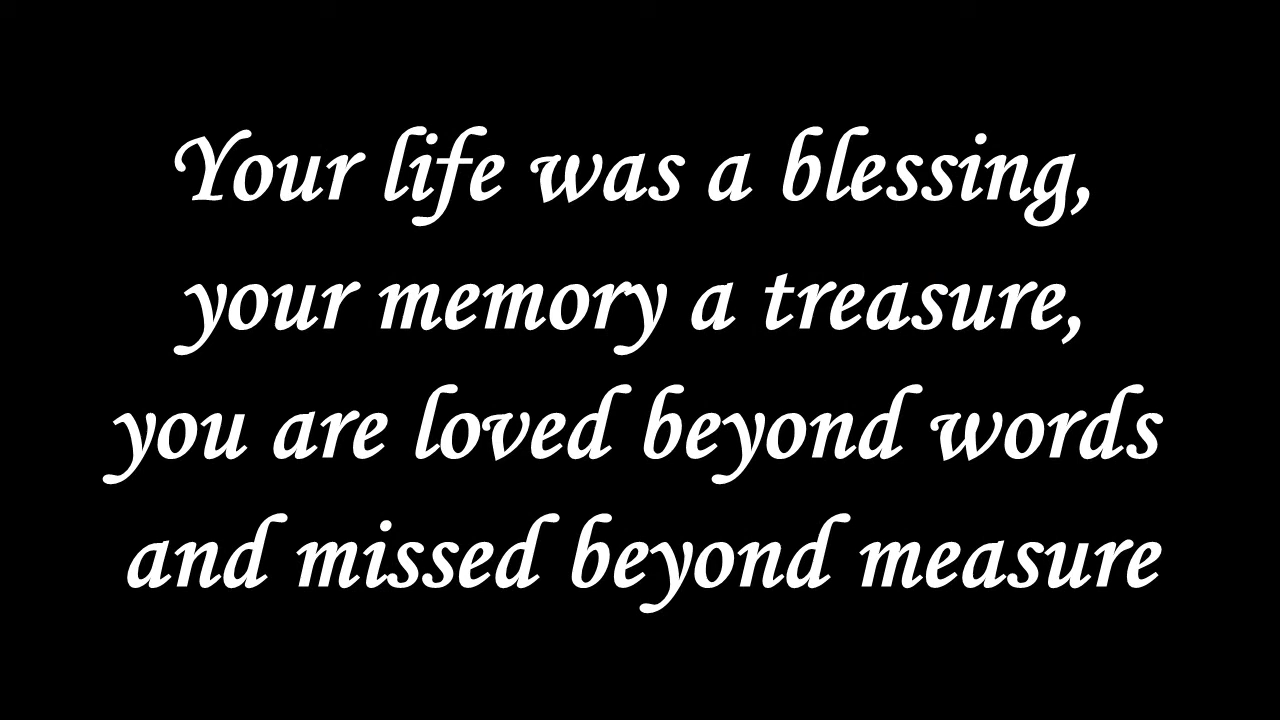 Your life was a blessing,
your memory a treasure,
you are loved beyond words
and missed beyond measure